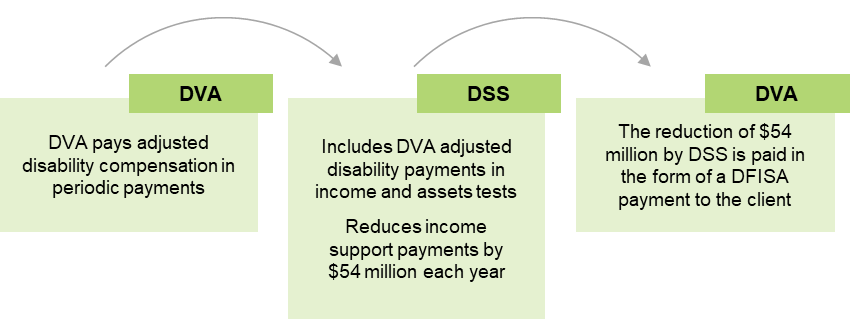 DVA
DVA pays adjusted
disability compensation in
periodic payments
DSS
Includes DVA adjusted
disability payments in
income and assets tests
Reduces income
support payments by
$54 million each year
DVA
The reduction of $54
million by DSS is paid in
the form of a DFISA
payment to the client